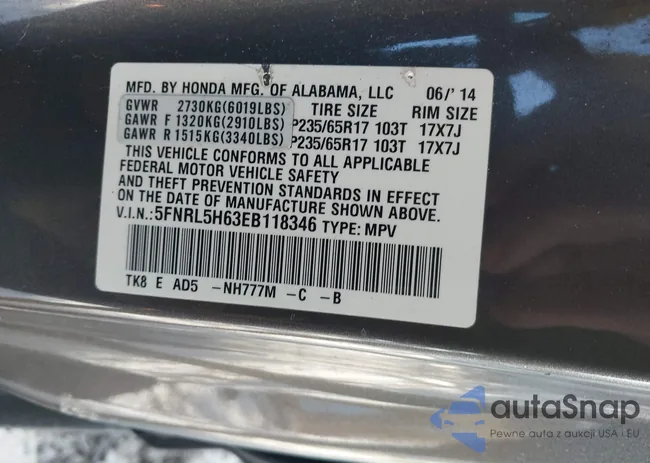 MFD. BY HONDA MFG. OF ALABAMA, LLC 06/'14
GVWR 2730KG(6019LBS) TIRE SIZE RIM SIZE
GAWR F 1320KG(2910LBS) P235/65R17 103T 17X7J
GAWR R 1515KG(3340LBS) P235/65R17 103T 17X7J
THIS VEHICLE CONFORMS TO ALL APPLICABLE
FEDERAL MOTOR VEHICLE SAFETY
AND THEFT PREVENTION STANDARDS IN EFFECT
ON THE DATE OF MANUFACTURE SHOWN ABOVE.
V.I.N.: 5FNRL5H63EB118346 TYPE: MPV
TK8 E AD5 -NH777M -C -B
autaSnap
Pewne auta z aukcji USA i EU